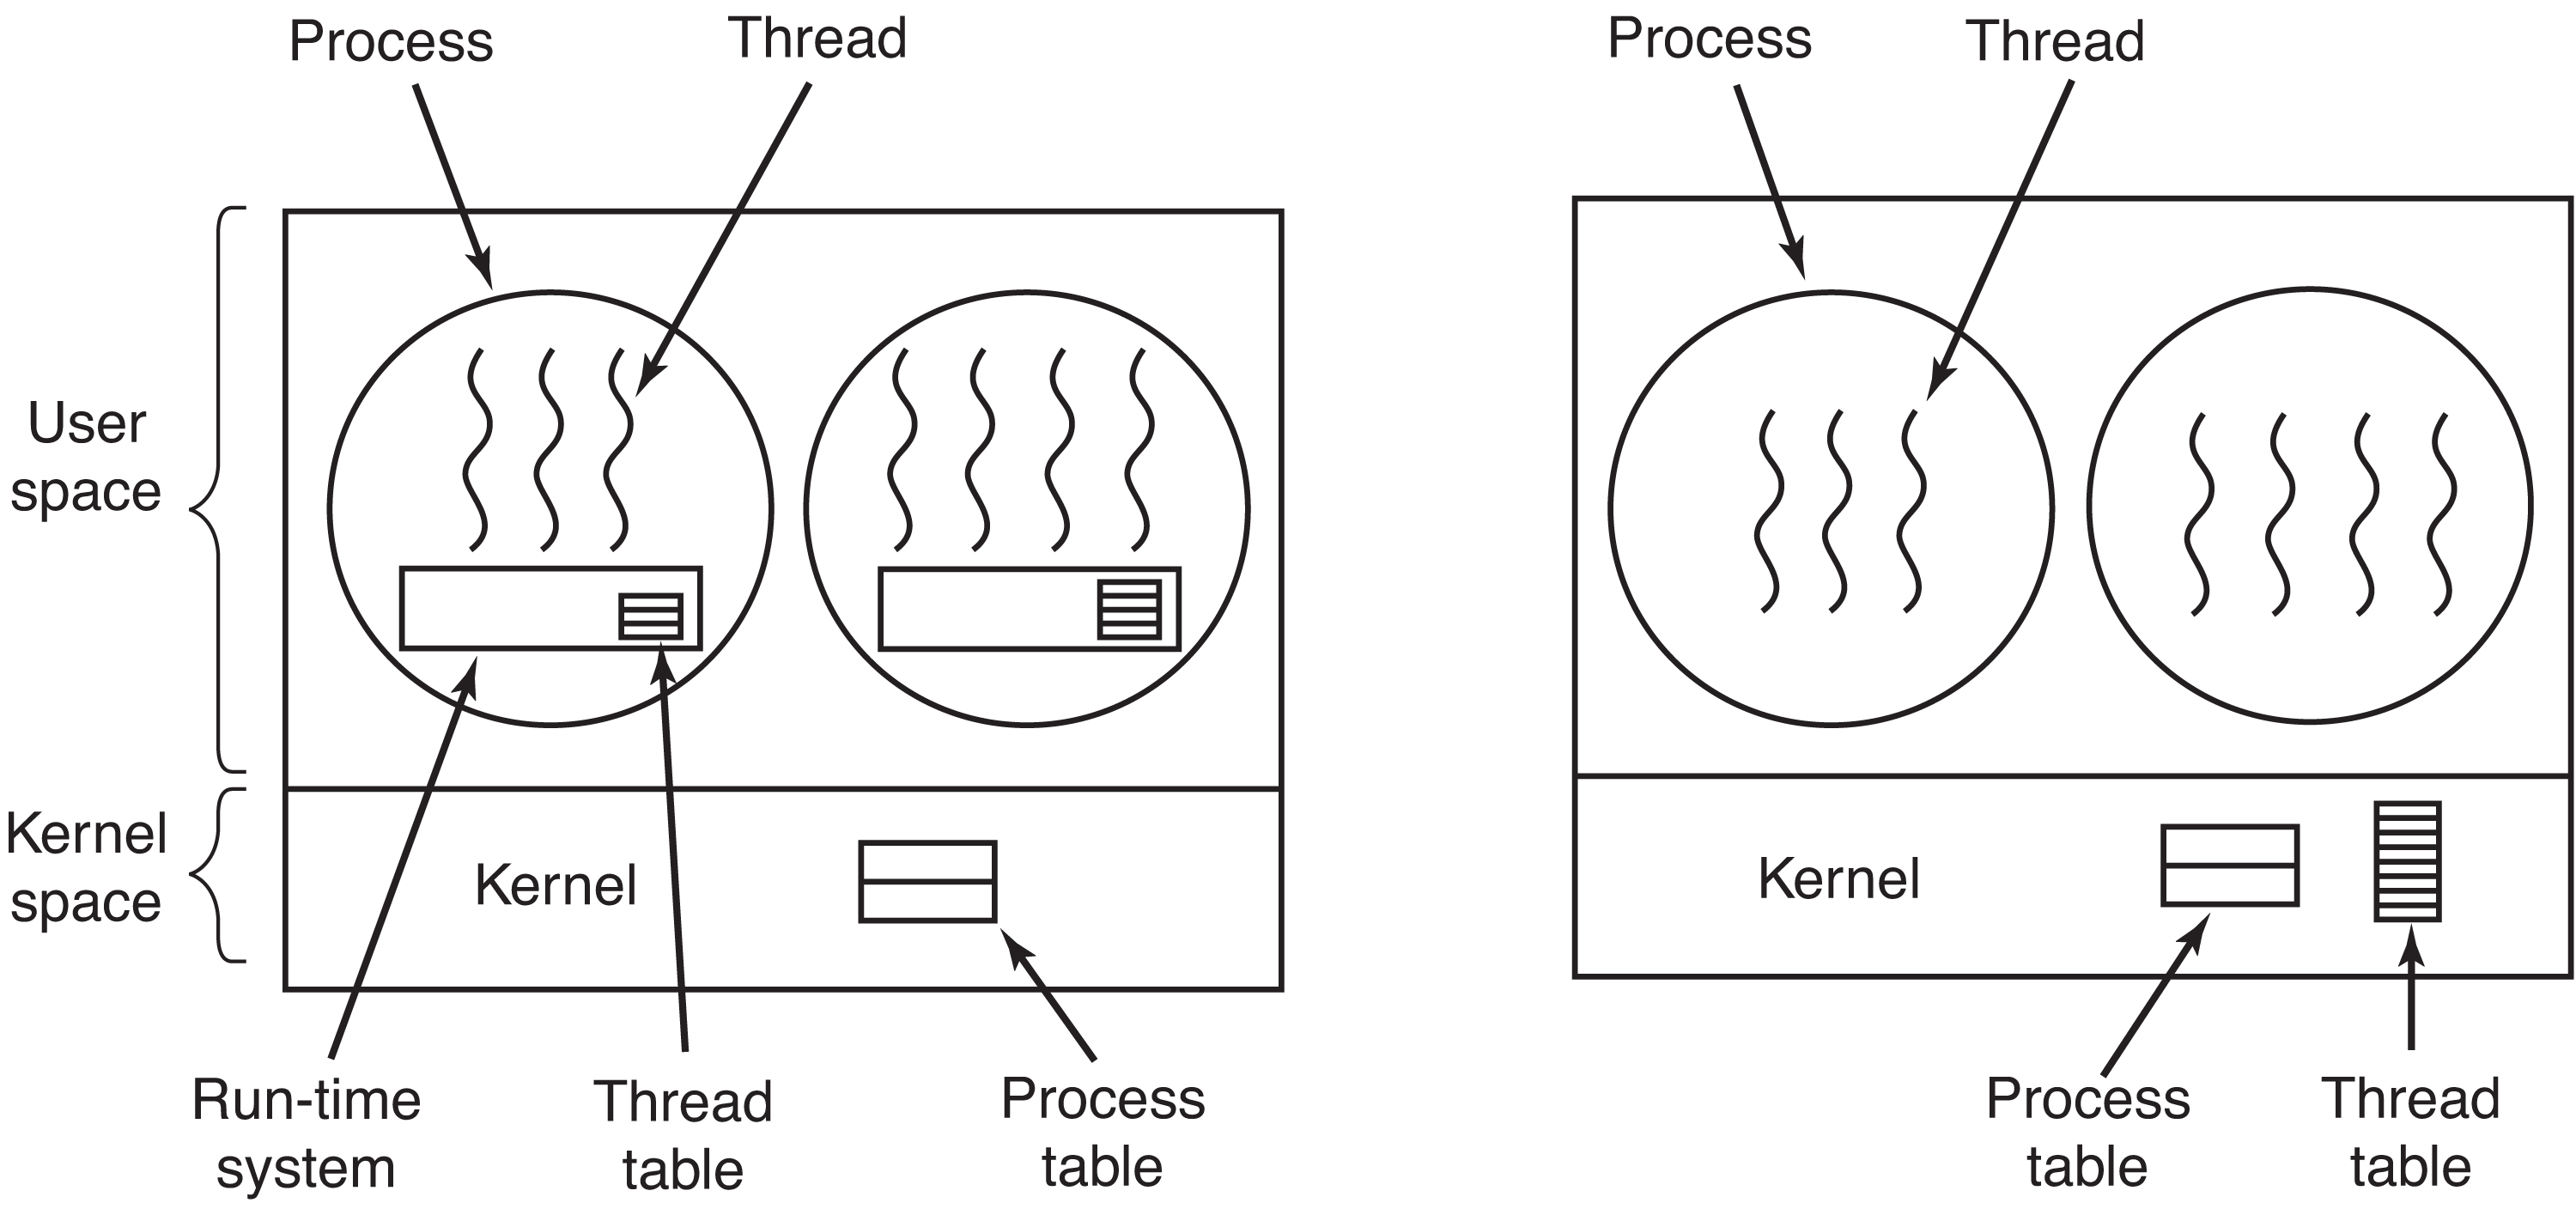 Process
Thread
Process
Thread
User
space
Kernel
space
Kernel
Kernel
Run-time
system
Thread
table
Process
table
Process
table
Thread
table